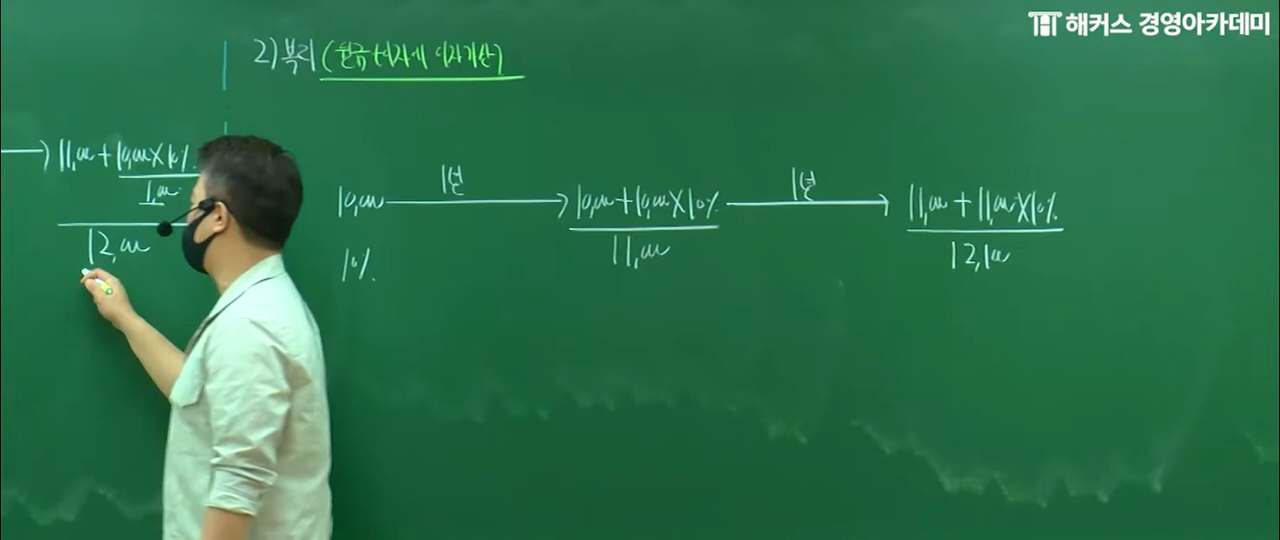 해커스 경영아카데미
2) 복리 (원금+이자에 이자가산)
11,000 + 10,000 X 10%
1,000
12,000
10,000
10%
1년
10,000 + 10,000 X 10%
11,000
1년
11,000 + 11,000 X 10%
12,100